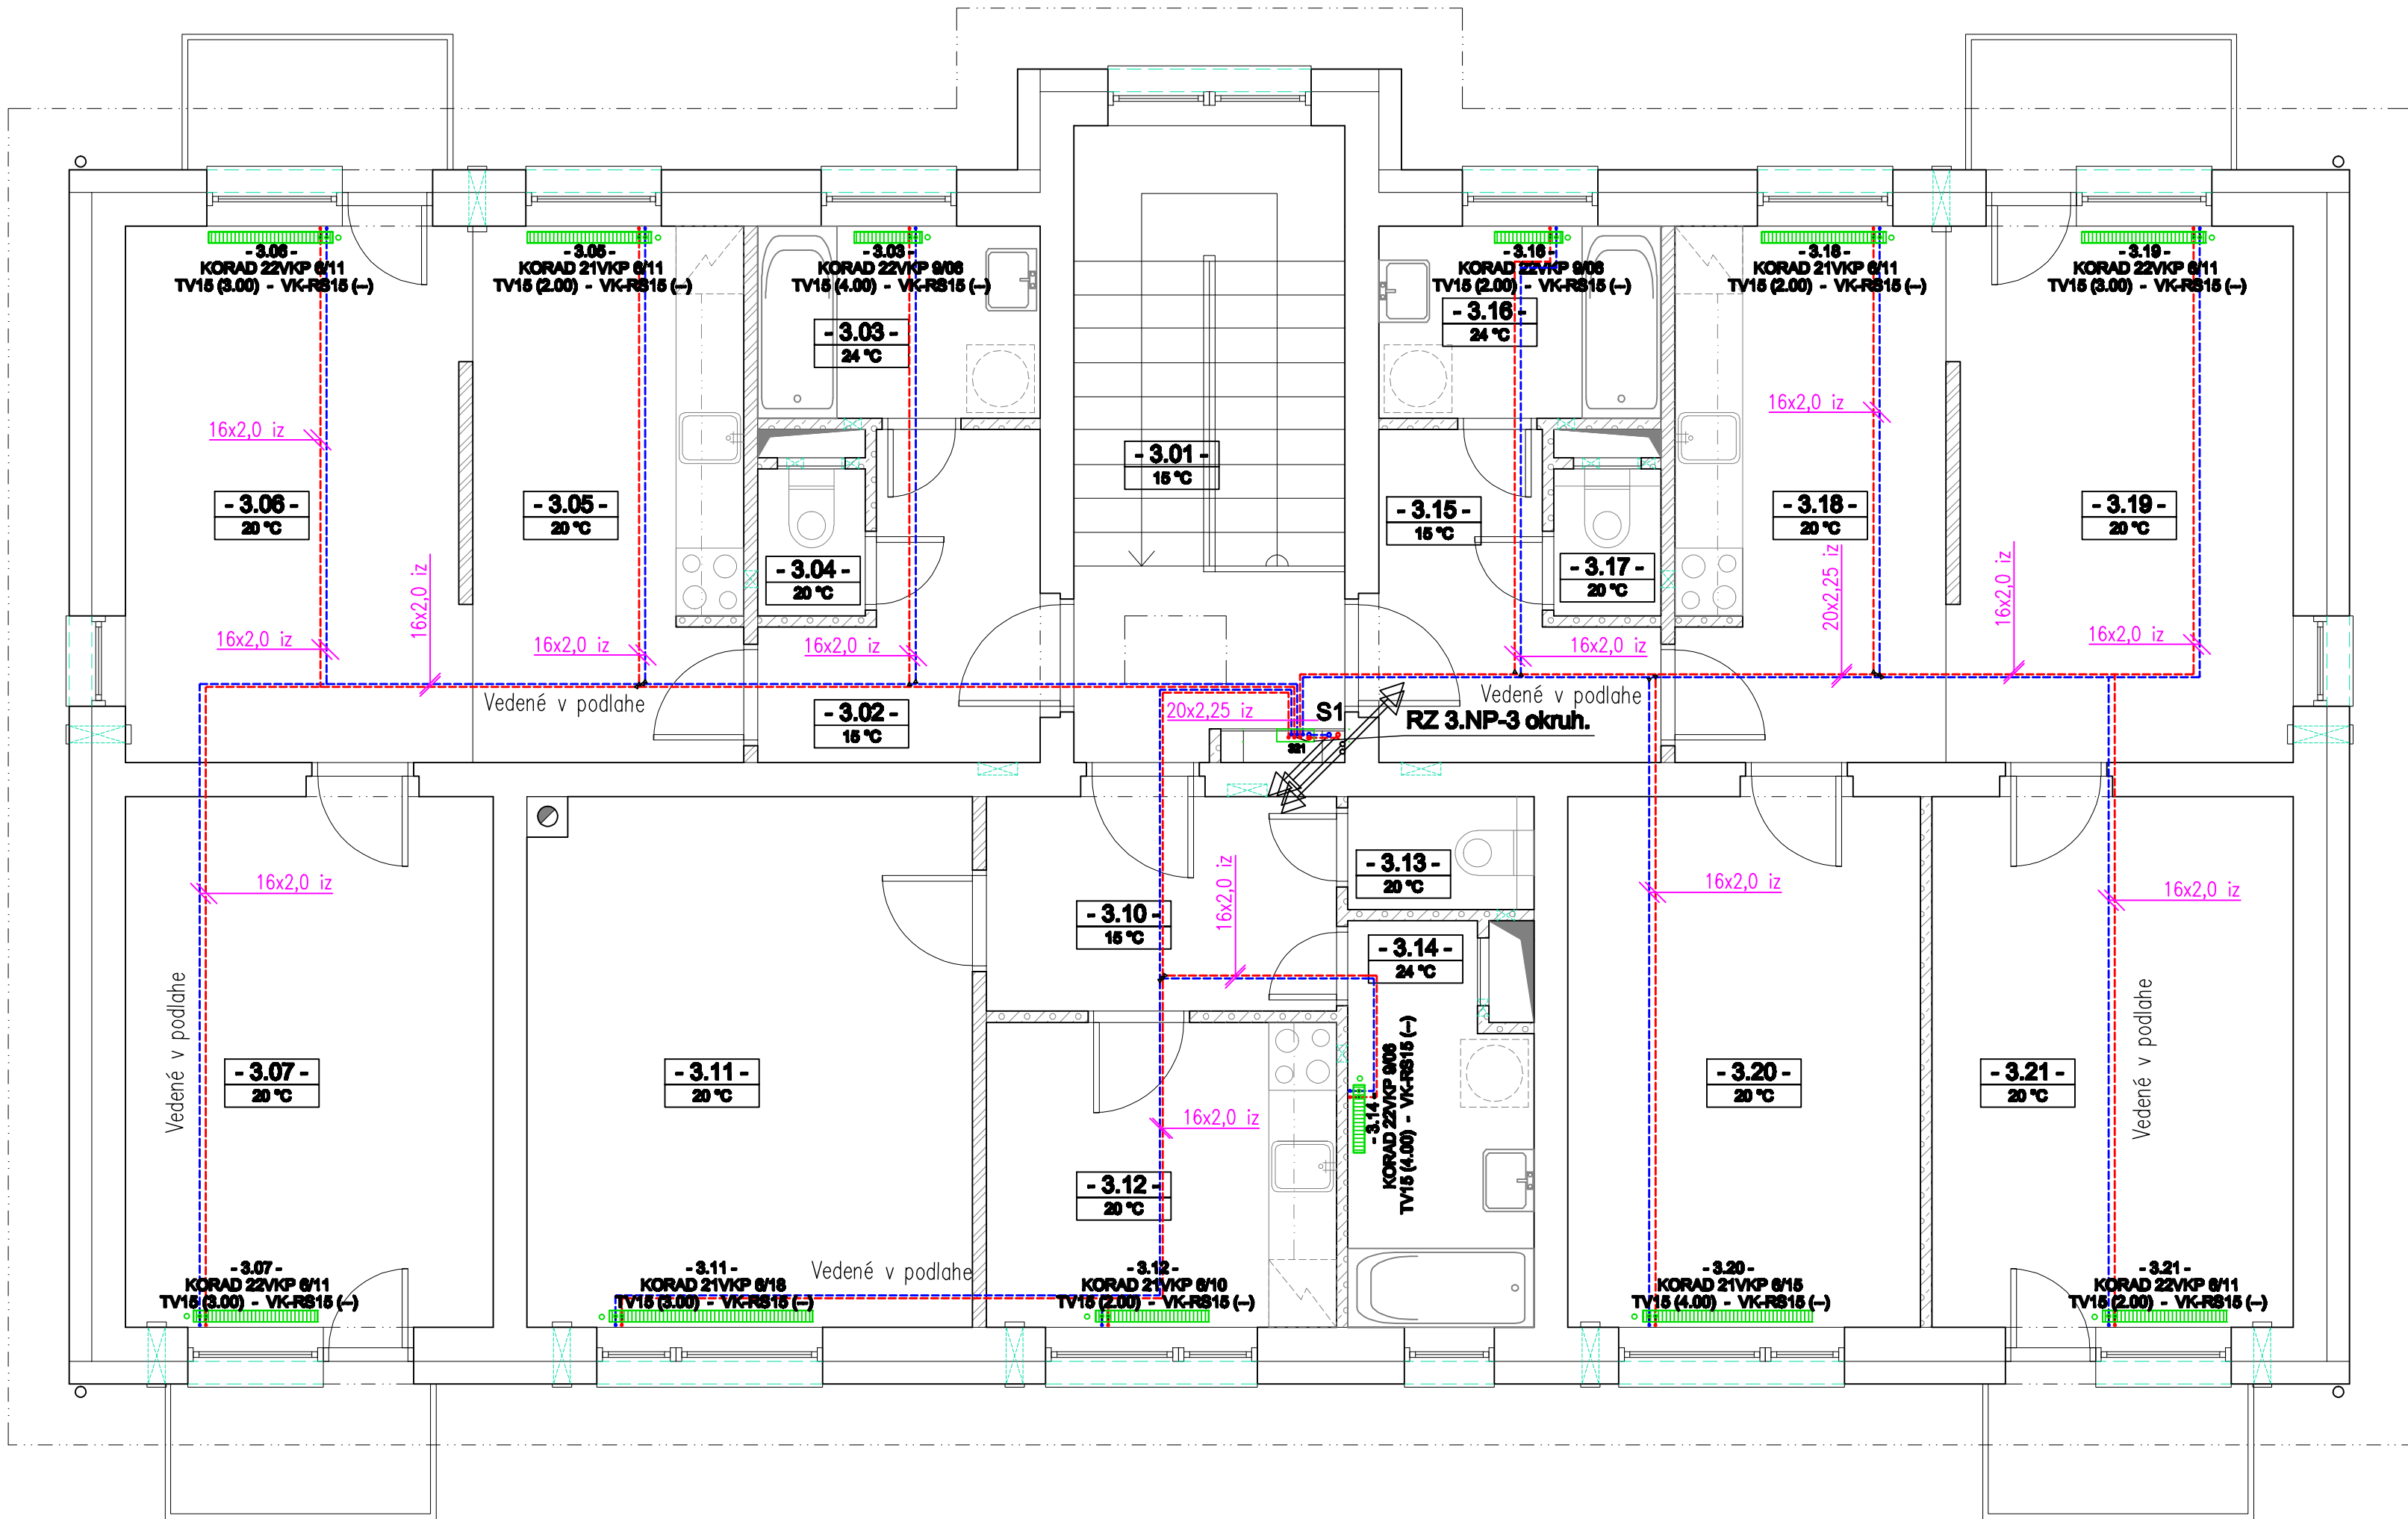 - 3.06 -
KORAD 22VKP 6/11
TV15 (3.00) - VK-RS15 (--)
- 3.05 -
KORAD 21VKP 6/11
TV15 (2.00) - VK-RS15 (--)
- 3.03 -
KORAD 22VKP 9/06
TV15 (4.00) - VK-RS15 (--)
- 3.16 -
KORAD 22VKP 9/06
TV15 (2.00) - VK-RS15 (--)
- 3.18 -
KORAD 21VKP 6/11
TV15 (2.00) - VK-RS15 (--)
- 3.19 -
KORAD 22VKP 6/11
TV15 (3.00) - VK-RS15 (--)
- 3.03 -
24 °C
- 3.16 -
24 °C
16x2,0 iz
16x2,0 iz
- 3.01 -
15 °C
- 3.06 -
20 °C
- 3.05 -
20 °C
- 3.15 -
15 °C
- 3.18 -
20 °C
- 3.19 -
20 °C
- 3.04 -
20 °C
- 3.17 -
20 °C
16x2,0 iz
20x2,25 iz
16x2,0 iz
16x2,0 iz
16x2,0 iz
16x2,0 iz
16x2,0 iz
16x2,0 iz
Vedené v podlahe
Vedené v podlahe
- 3.02 -
15 °C
20x2,25 iz
S1
RZ 3.NP-3 okruh.
321
16x2,0 iz
16x2,0 iz
16x2,0 iz
16x2,0 iz
- 3.13 -
20 °C
- 3.10 -
15 °C
- 3.14 -
24 °C
Vedené v podlahe
Vedené v podlahe
- 3.07 -
20 °C
- 3.11 -
20 °C
- 3.20 -
20 °C
- 3.21 -
20 °C
16x2,0 iz
- 3.14 -
KORAD 22VKP 9/06
TV15 (4.00) - VK-RS15 (--)
- 3.12 -
20 °C
Vedené v podlahe
- 3.07 -
KORAD 22VKP 6/11
TV15 (3.00) - VK-RS15 (--)
- 3.11 -
KORAD 21VKP 6/18
TV15 (3.00) - VK-RS15 (--)
- 3.12 -
KORAD 21VKP 6/10
TV15 (2.00) - VK-RS15 (--)
- 3.20 -
KORAD 21VKP 6/15
TV15 (4.00) - VK-RS15 (--)
- 3.21 -
KORAD 22VKP 6/11
TV15 (2.00) - VK-RS15 (--)